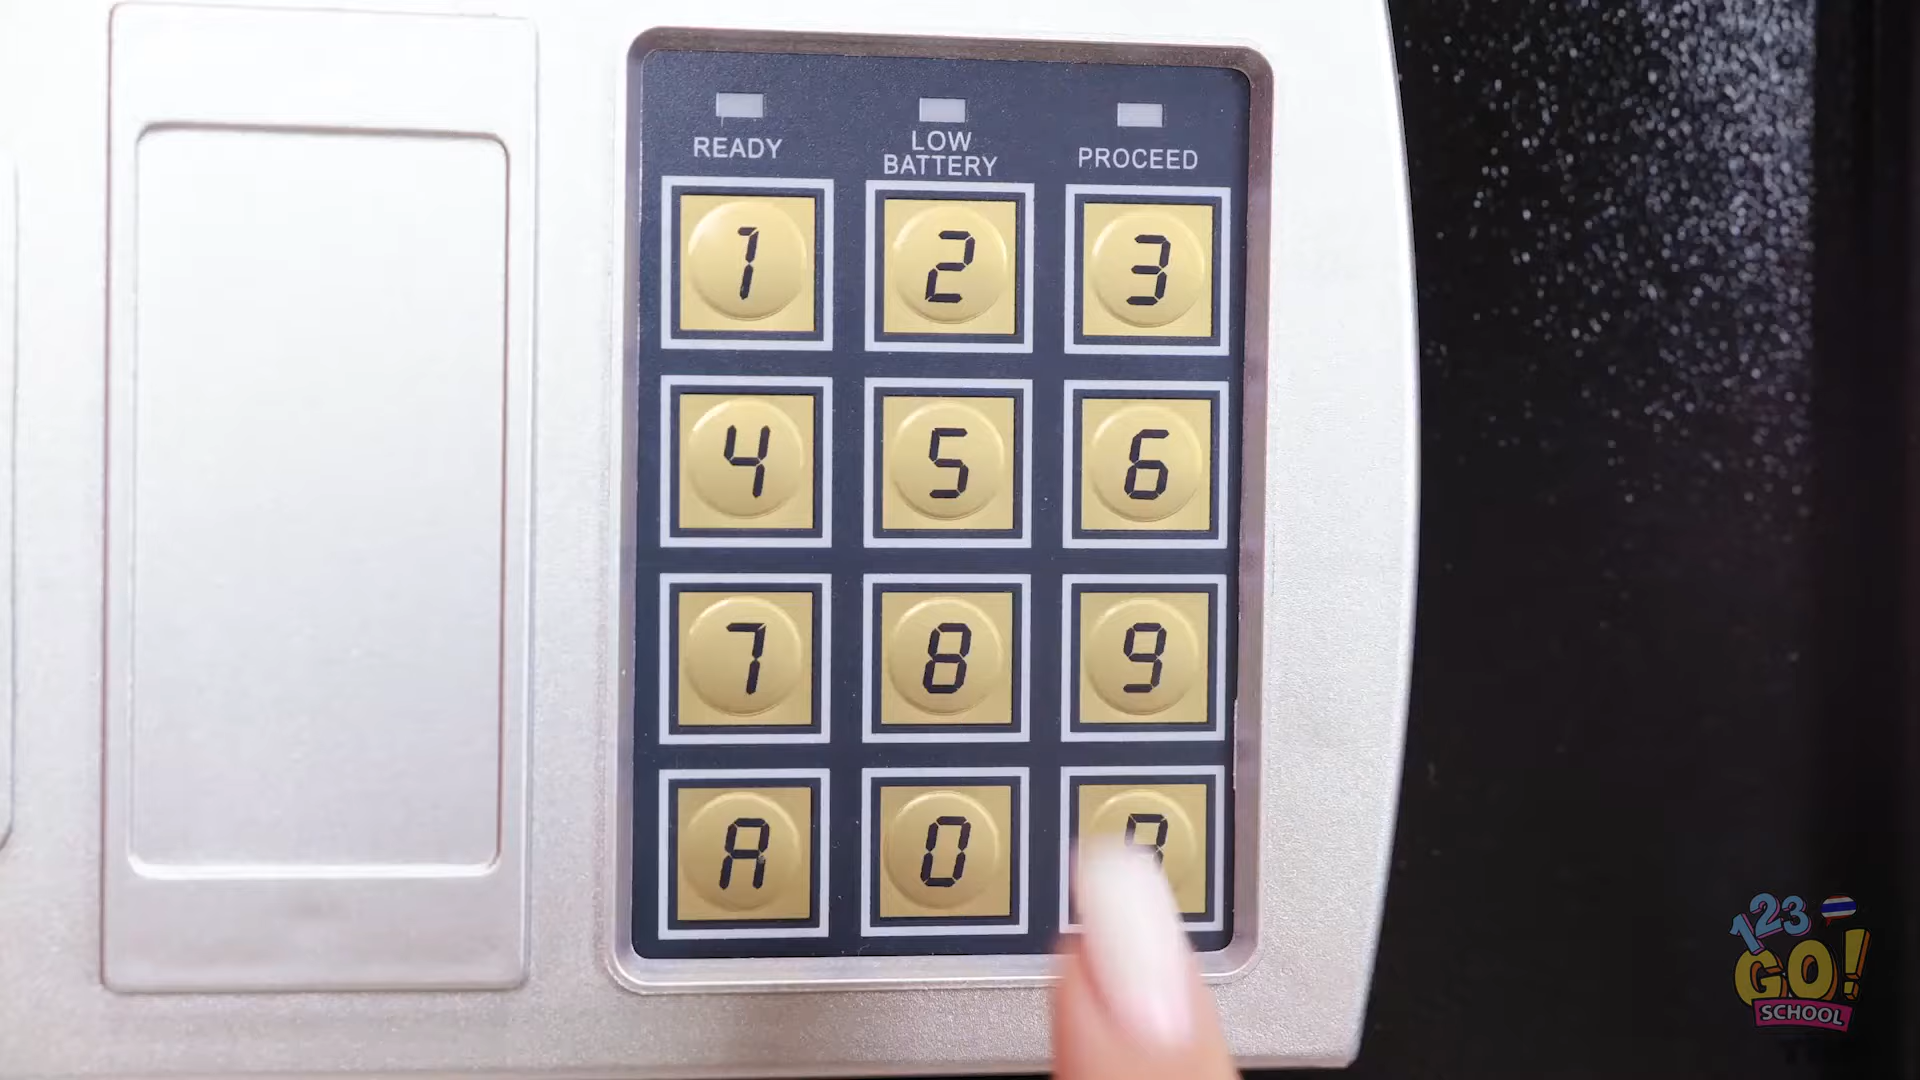 READY
LOW
BATTERY
PROCEED
1 2 3
4 5 6
7 8 9
A 0
123
GO!
SCHOOL